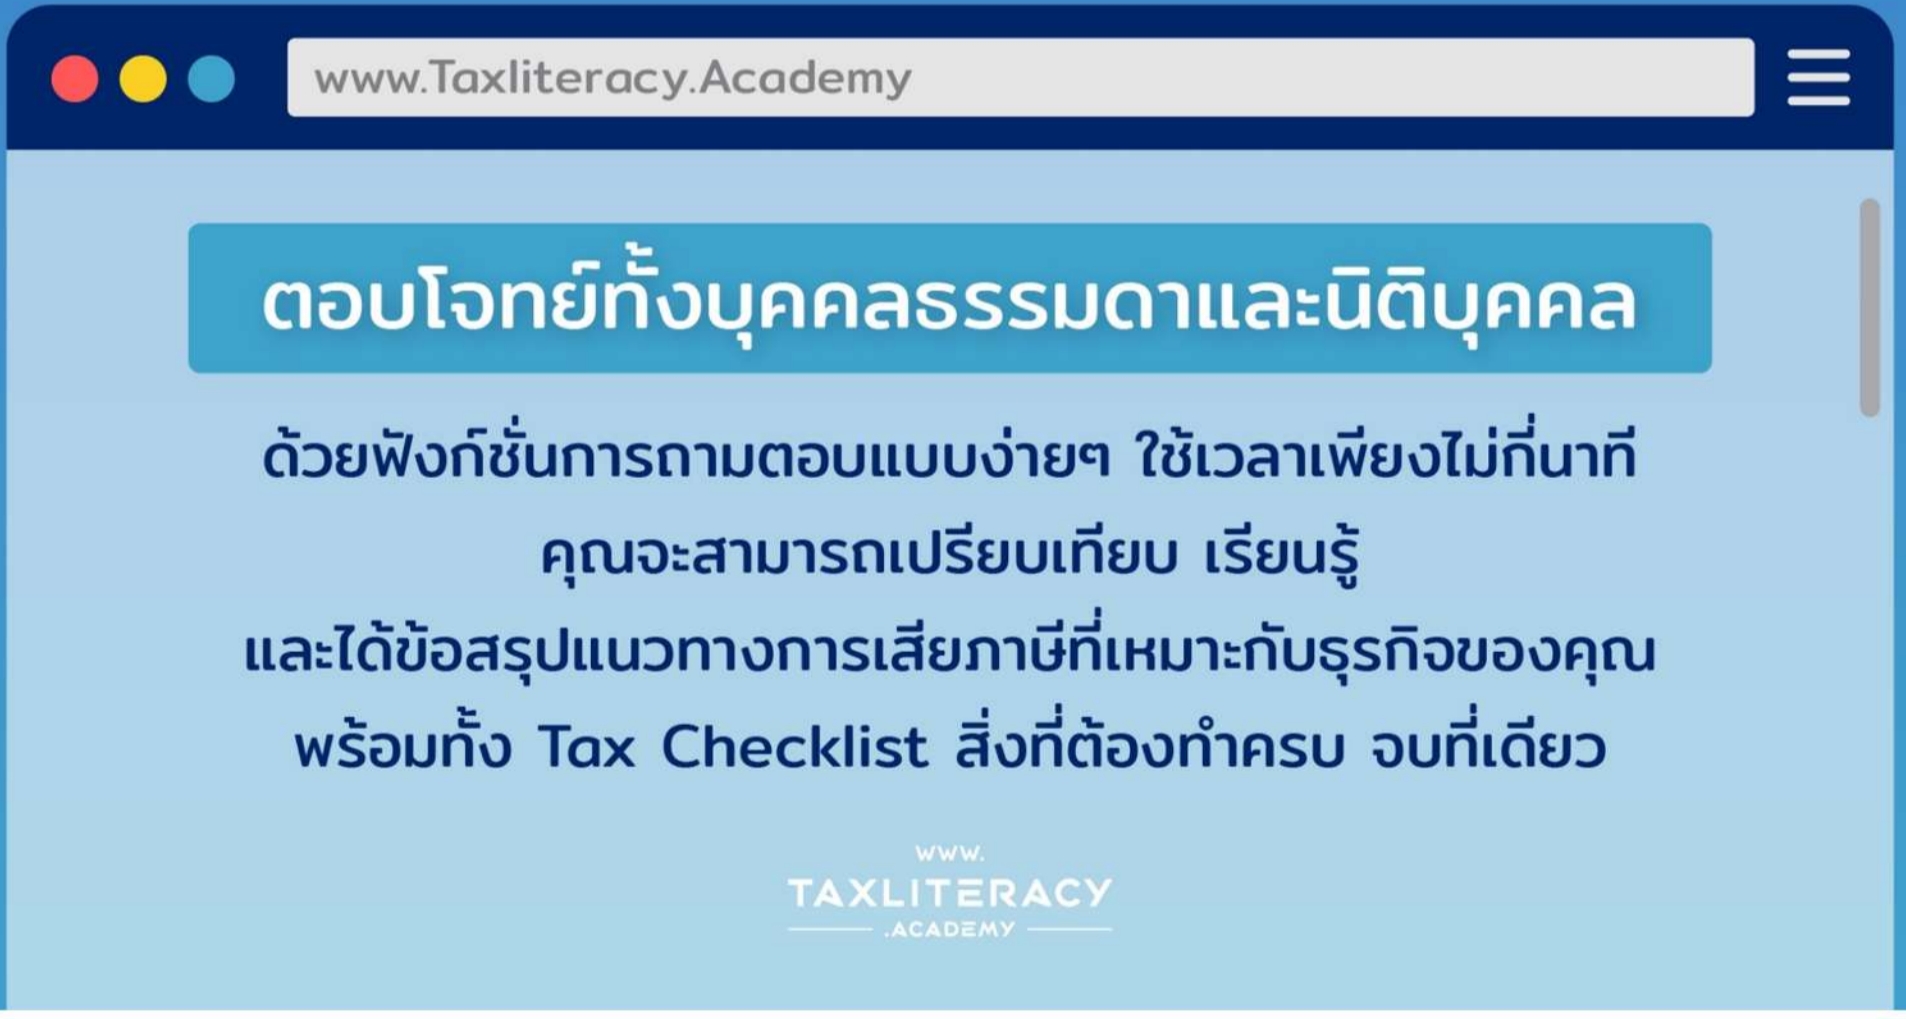 www.Taxliteracy.Academy
ตอบโจทย์ทั้งบุคคลธรรมดาและนิติบุคคล
ด้วยฟังก์ชั่นการถามตอบแบบง่ายๆ ใช้เวลาเพียงไม่กี่นาที
คุณจะสามารถเปรียบเทียบ เรียนรู้
และได้ข้อสรุปแนวทางการเสียภาษีที่เหมาะกับธุรกิจของคุณ
พร้อมทั้ง Tax Checklist สิ่งที่ต้องทำครบ จบที่เดียว
WWW.
TAXLITERACY
.ACADEMY